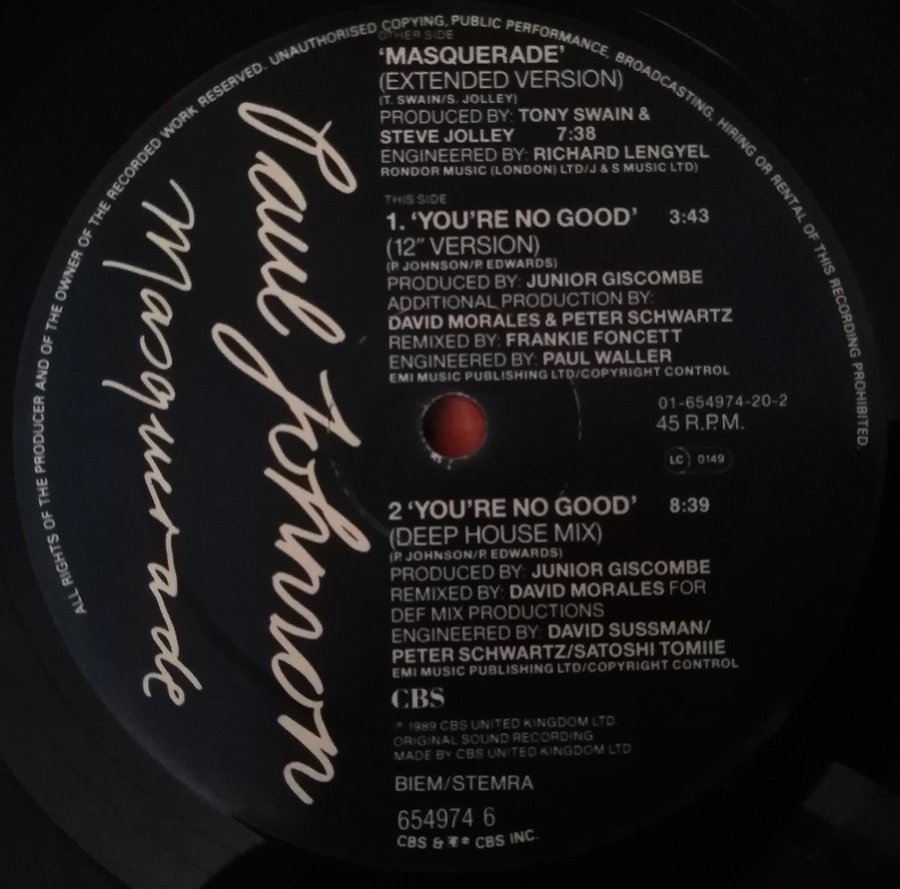 ALL RIGHTS OF THE PRODUCER AND OF THE OWNER OF THE RECORDED WORK RESERVED. UNAUTHORISED COPYING, PUBLIC PERFORMANCE, BROADCASTING, HIRING OR RENTAL OF THIS RECORDING PROHIBITED.
Paul Johnson
Masquerade
OTHER SIDE
'MASQUERADE'
(EXTENDED VERSION)
(T. SWAIN/S. JOLLEY)
PRODUCED BY: TONY SWAIN &
STEVE JOLLEY 7:38
ENGINEERED BY: RICHARD LENGYEL
RONDOR MUSIC (LONDON) LTD/J & S MUSIC LTD)
THIS SIDE
1. 'YOU'RE NO GOOD' 3:43
(12" VERSION)
(P. JOHNSON/P. EDWARDS)
PRODUCED BY: JUNIOR GISCOMBE
ADDITIONAL PRODUCTION BY:
DAVID MORALES & PETER SCHWARTZ
REMIXED BY: FRANKIE FONCETT
ENGINEERED BY: PAUL WALLER
EMI MUSIC PUBLISHING LTD/COPYRIGHT CONTROL
01-654974-20-2
45 R.P.M.
LC 0149
2 'YOU'RE NO GOOD' 8:39
(DEEP HOUSE MIX)
(P. JOHNSON/P. EDWARDS)
PRODUCED BY: JUNIOR GISCOMBE
REMIXED BY: DAVID MORALES FOR
DEF MIX PRODUCTIONS
ENGINEERED BY: DAVID SUSSMAN/
PETER SCHWARTZ/SATOSHI TOMIIE
EMI MUSIC PUBLISHING LTD/COPYRIGHT CONTROL
CBS
℗ 1989 CBS UNITED KINGDOM LTD
ORIGINAL SOUND RECORDING
MADE BY CBS UNITED KINGDOM LTD
BIEM/STEMRA
654974 6
CBS & CBS INC.